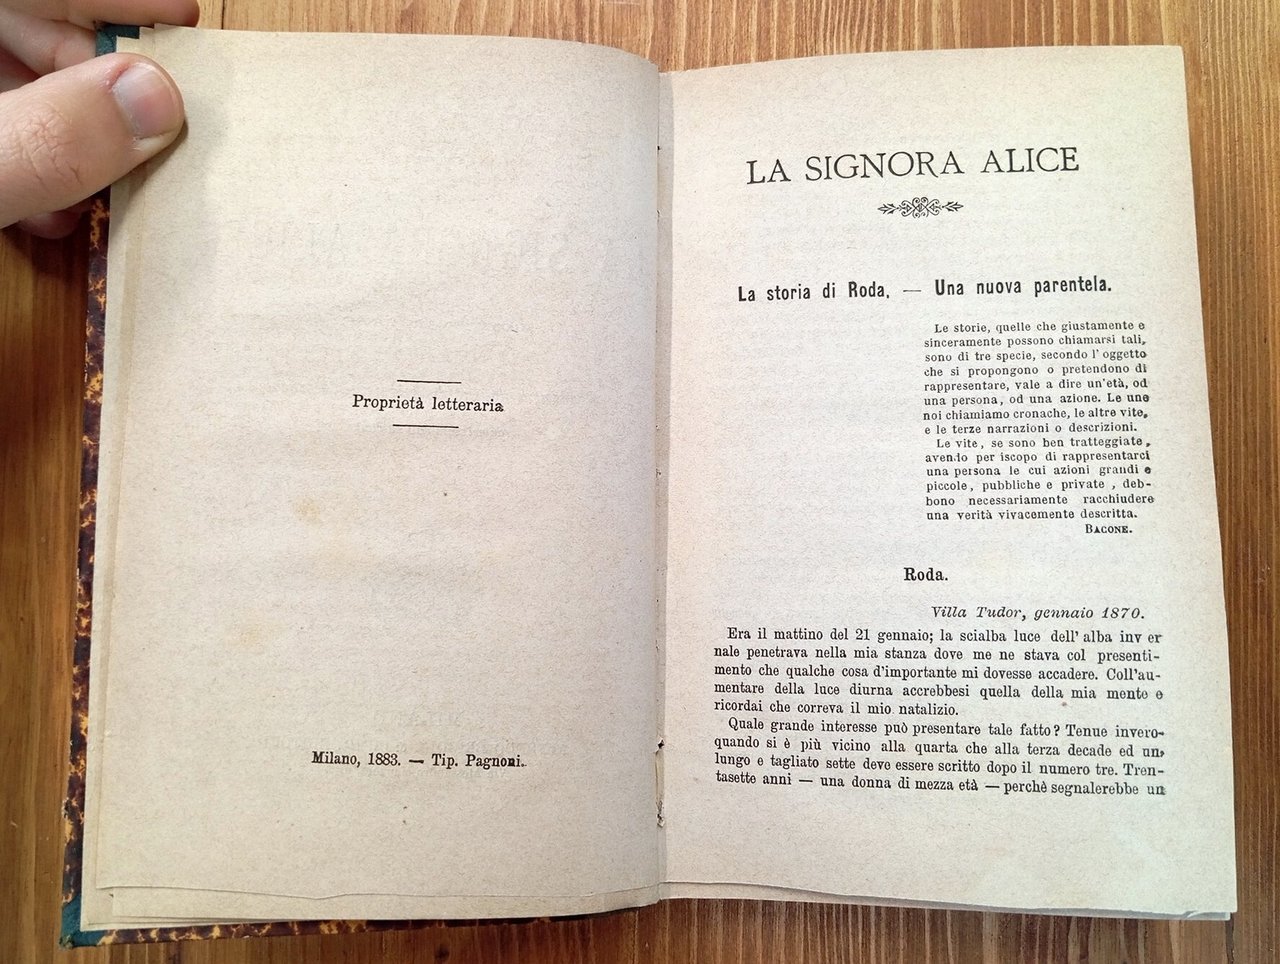 Proprietà letteraria
Milano, 1883. — Tip. Pagnoni.
LA SIGNORA ALICE
La storia di Roda. — Una nuova parentela.
Le storie, quelle che giustamente e
sinceramente possono chiamarsi tali,
sono di tre specie, secondo l'oggetto
che si propongono o pretendono di
rappresentare, vale a dire un'età, od
una persona, od una azione. Le une
noi chiamiamo cronache, le altre vite,
e le terze narrazioni o descrizioni.
Le vite, se sono ben tratteggiate,
avendo per iscopo di rappresentarci
una persona le cui azioni grandi e
piccole, pubbliche e private, deb-
bono necessariamente racchiudere
una verità vivacemente descritta.
BACONE.
Roda.
Villa Tudor, gennaio 1870.
Era il mattino del 21 gennaio; la scialba luce dell'alba inver
nale penetrava nella mia stanza dove me ne stava col presenti-
mento che qualche cosa d'importante mi dovesse accadere. Coll'au-
mentare della luce diurna accrebbesi quella della mia mente e
ricordai che correva il mio natalizio.
Quale grande interesse può presentare tale fatto? Tenue invero-
quando si è più vicino alla quarta che alla terza decade ed un,
lungo e tagliato sette deve essere scritto dopo il numero tre. Tren-
tasette anni — una donna di mezza età — perchè segnalerebbe un